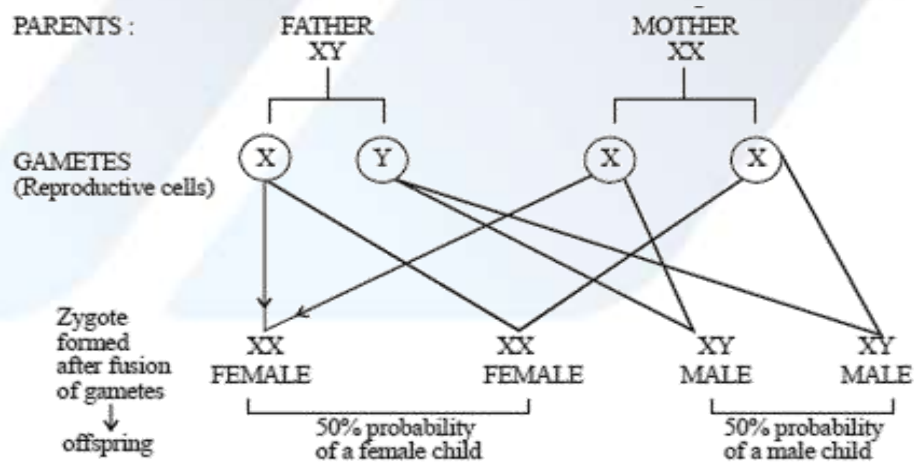 PARENTS : FATHER MOTHER
XY XX
GAMETES
(Reproductive cells)
X Y X X
Zygote
formed
after fusion
of gametes
offspring
XX XX XY XY
FEMALE FEMALE MALE MALE
50% probability
of a female child
50% probability
of a male child